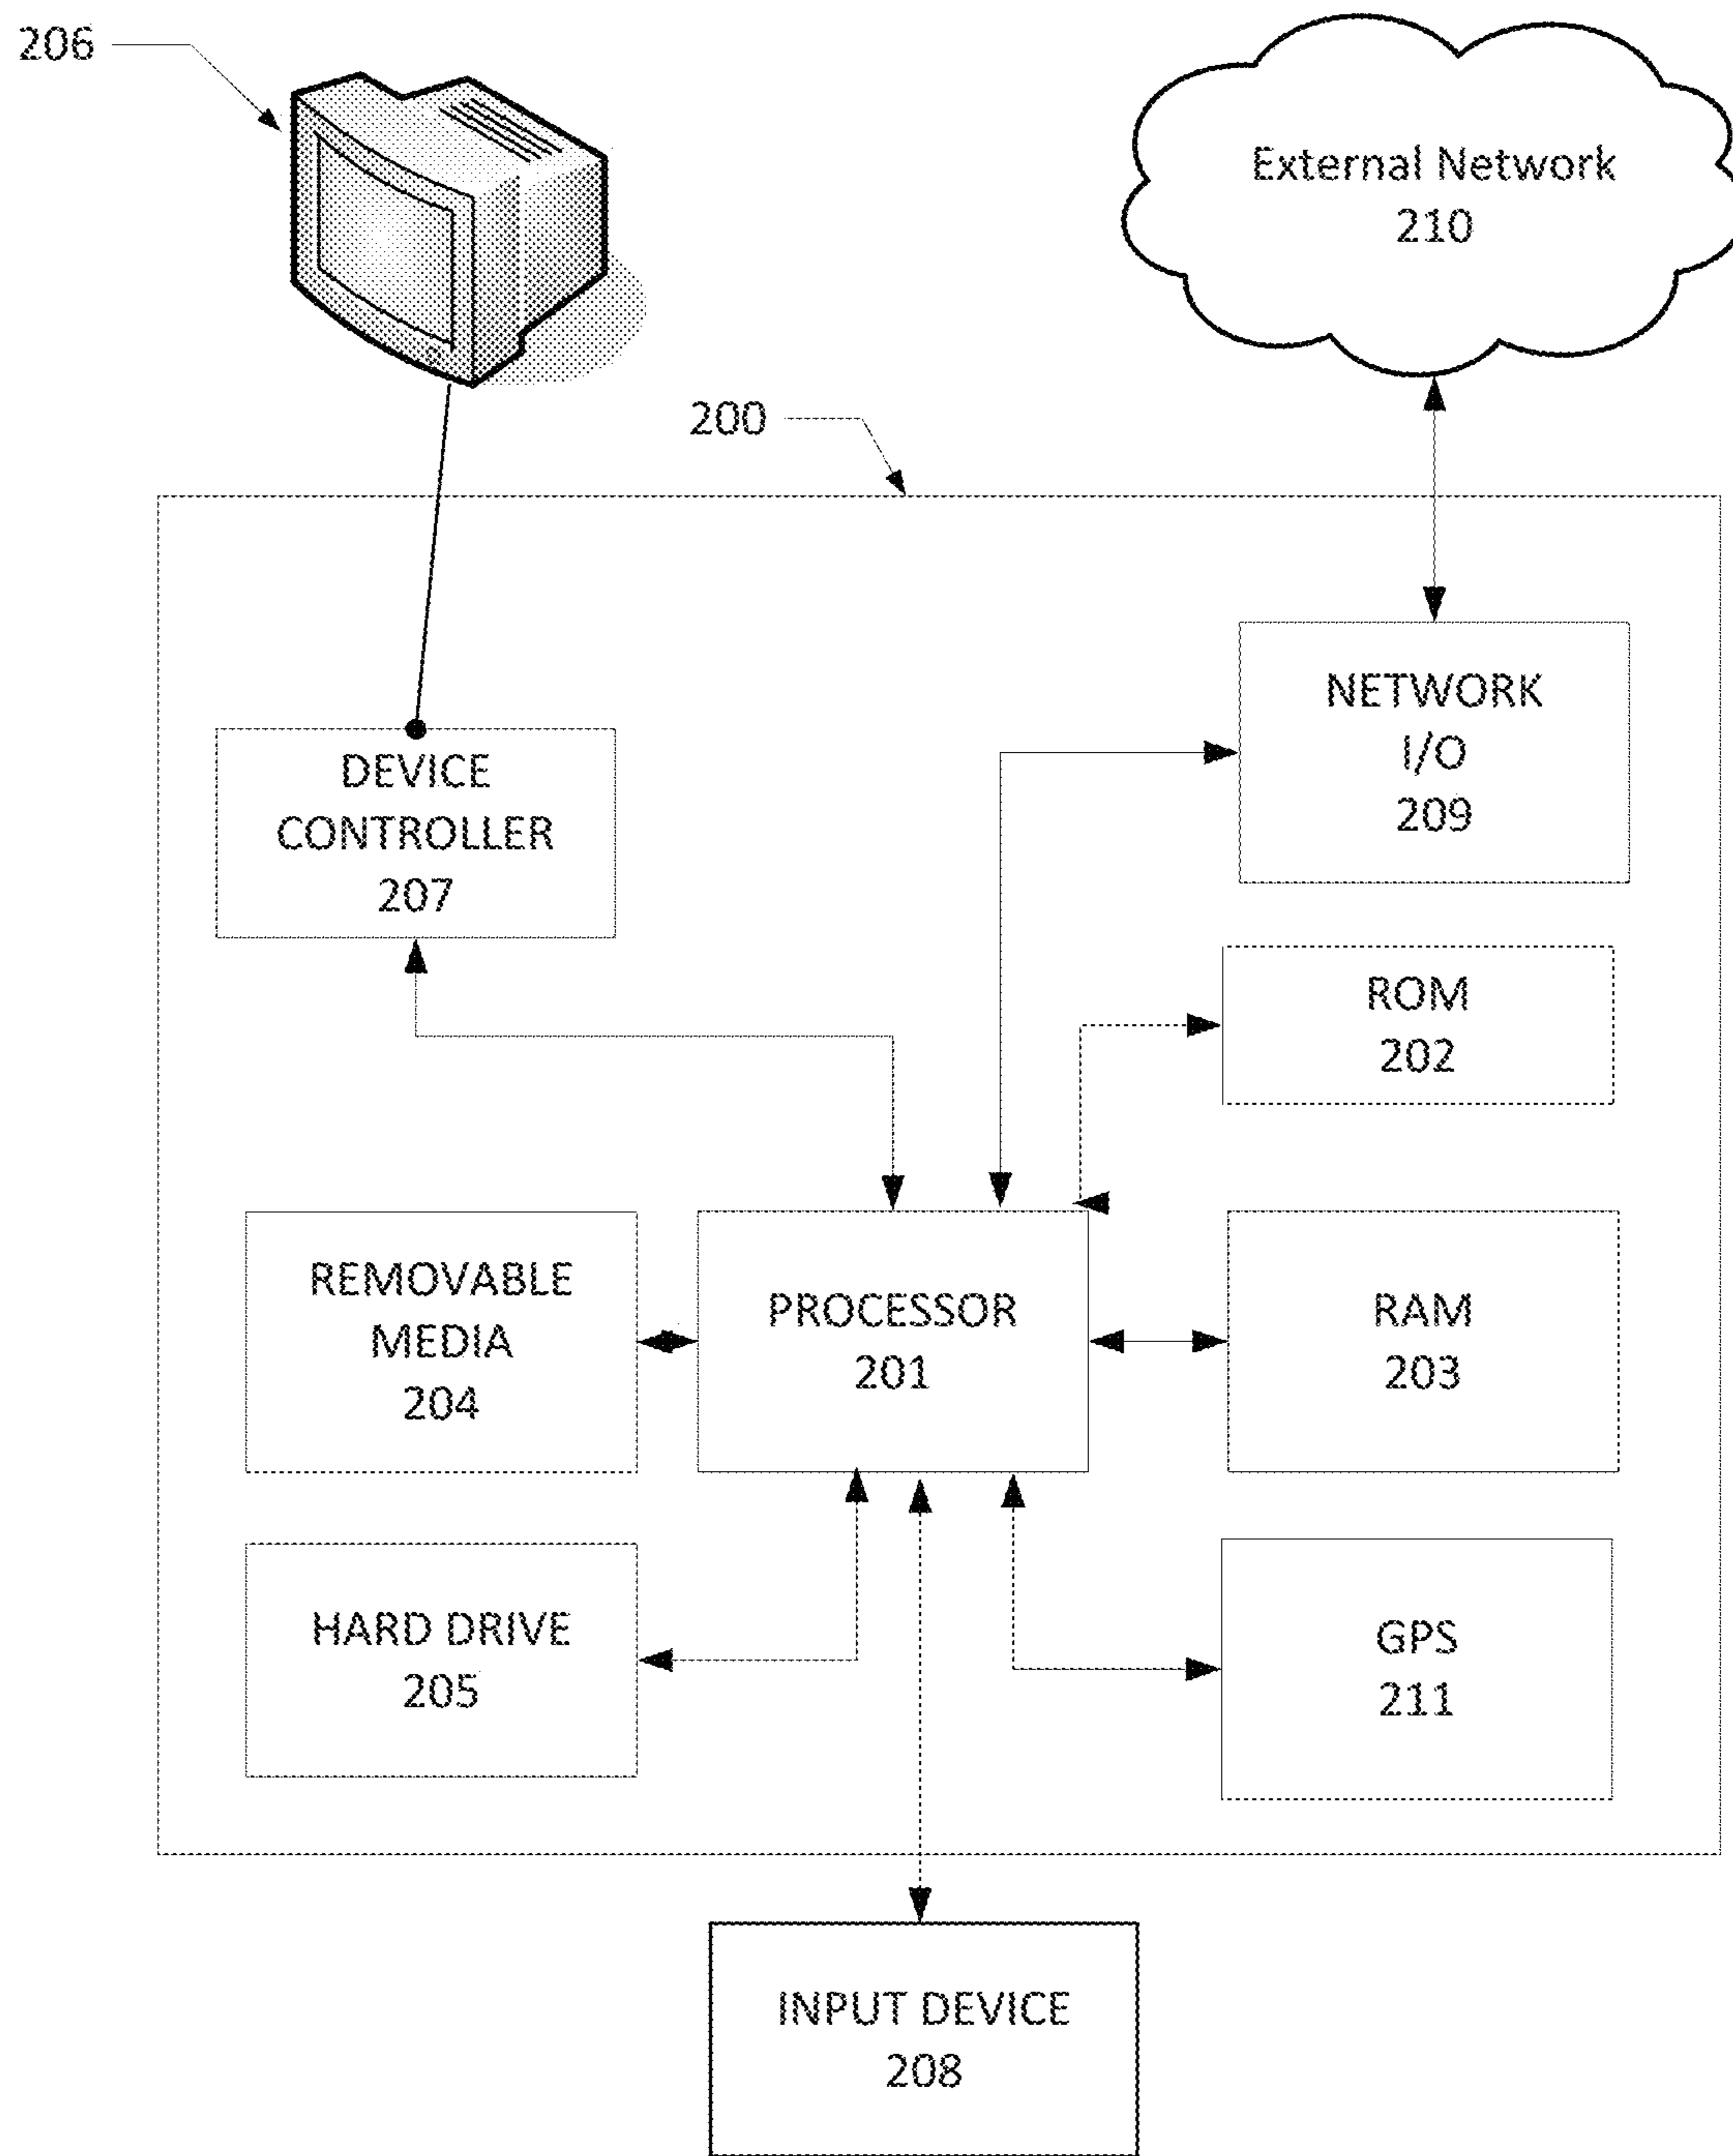 206
External Network
210
200
NETWORK
I/O
209
DEVICE
CONTROLLER
207
ROM
202
REMOVABLE
MEDIA
204
PROCESSOR
201
RAM
203
HARD DRIVE
205
GPS
211
INPUT DEVICE
208